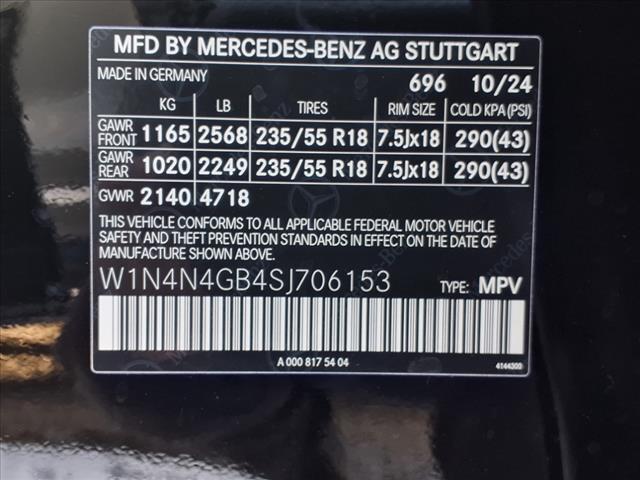 MFD BY MERCEDES-BENZ AG STUTTGART
MADE IN GERMANY 696 10/24
KG LB TIRES RIM SIZE COLD KPA(PSI)
GAWR FRONT 1165 2568 235/55 R18 7.5Jx18 290(43)
GAWR REAR 1020 2249 235/55 R18 7.5Jx18 290(43)
GVWR 2140 4718
THIS VEHICLE CONFORMS TO ALL APPLICABLE FEDERAL MOTOR VEHICLE
SAFETY AND THEFT PREVENTION STANDARDS IN EFFECT ON THE DATE
OF MANUFACTURE SHOWN ABOVE.
W1N4N4GB4SJ706153 TYPE: MPV
A 000 817 54 04 4144303